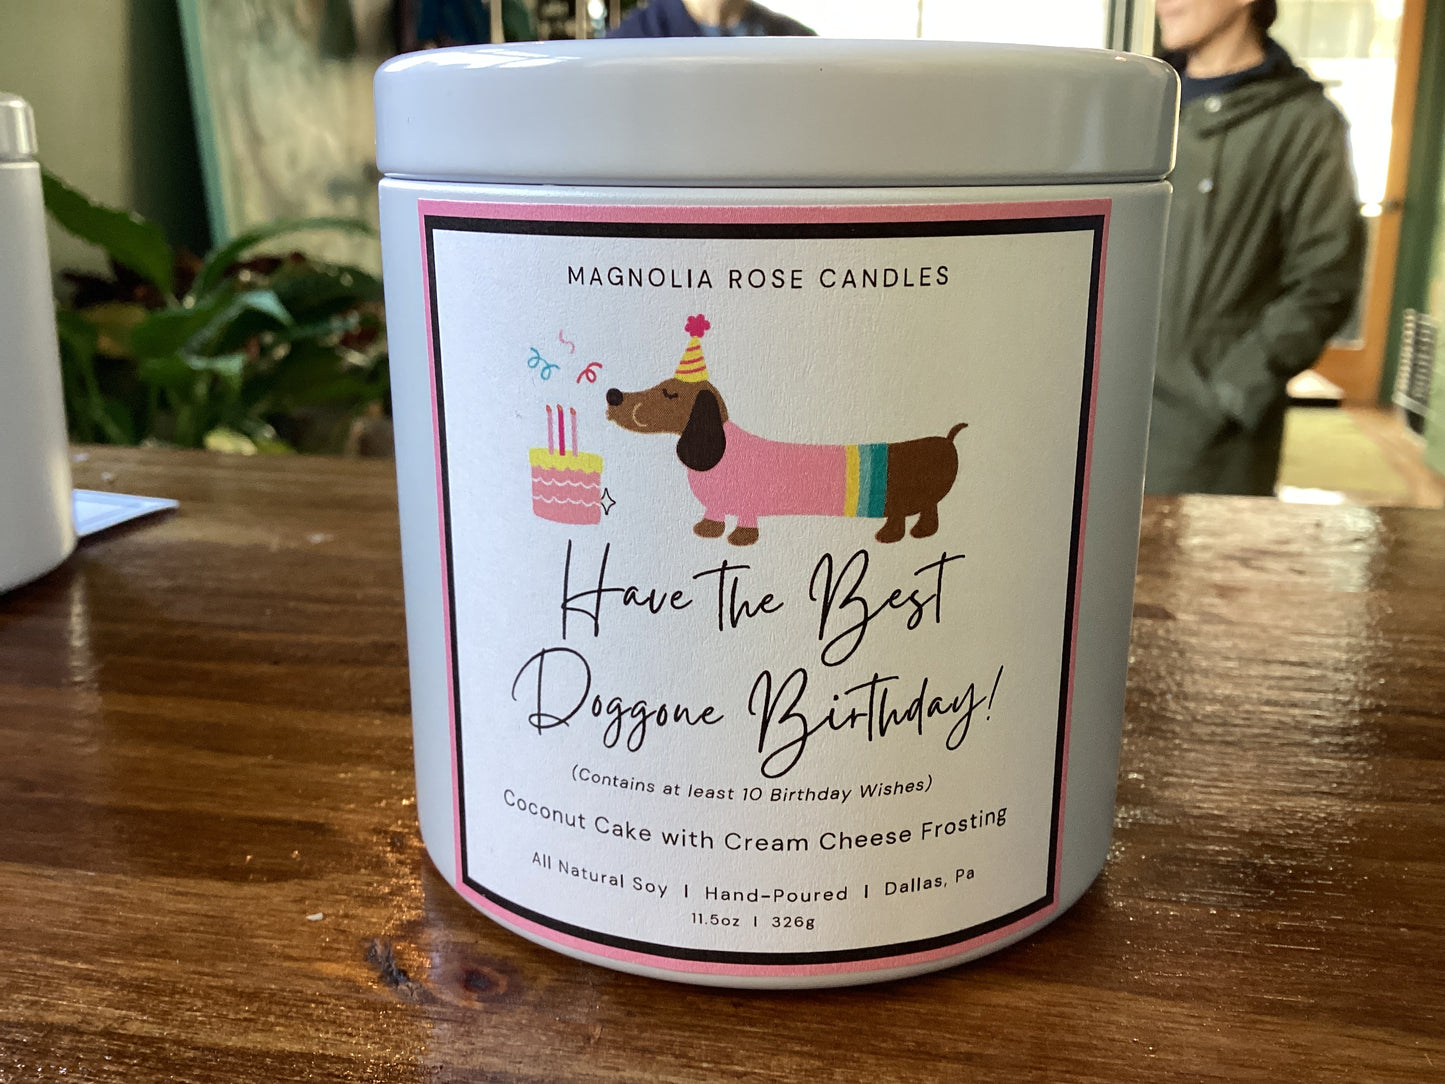 MAGNOLIA ROSE CANDLES
Have the Best
Doggone Birthday!
(Contains at least 10 Birthday Wishes)
Coconut Cake with Cream Cheese Frosting
All Natural Soy | Hand-Poured | Dallas, Pa
11.5oz | 326g